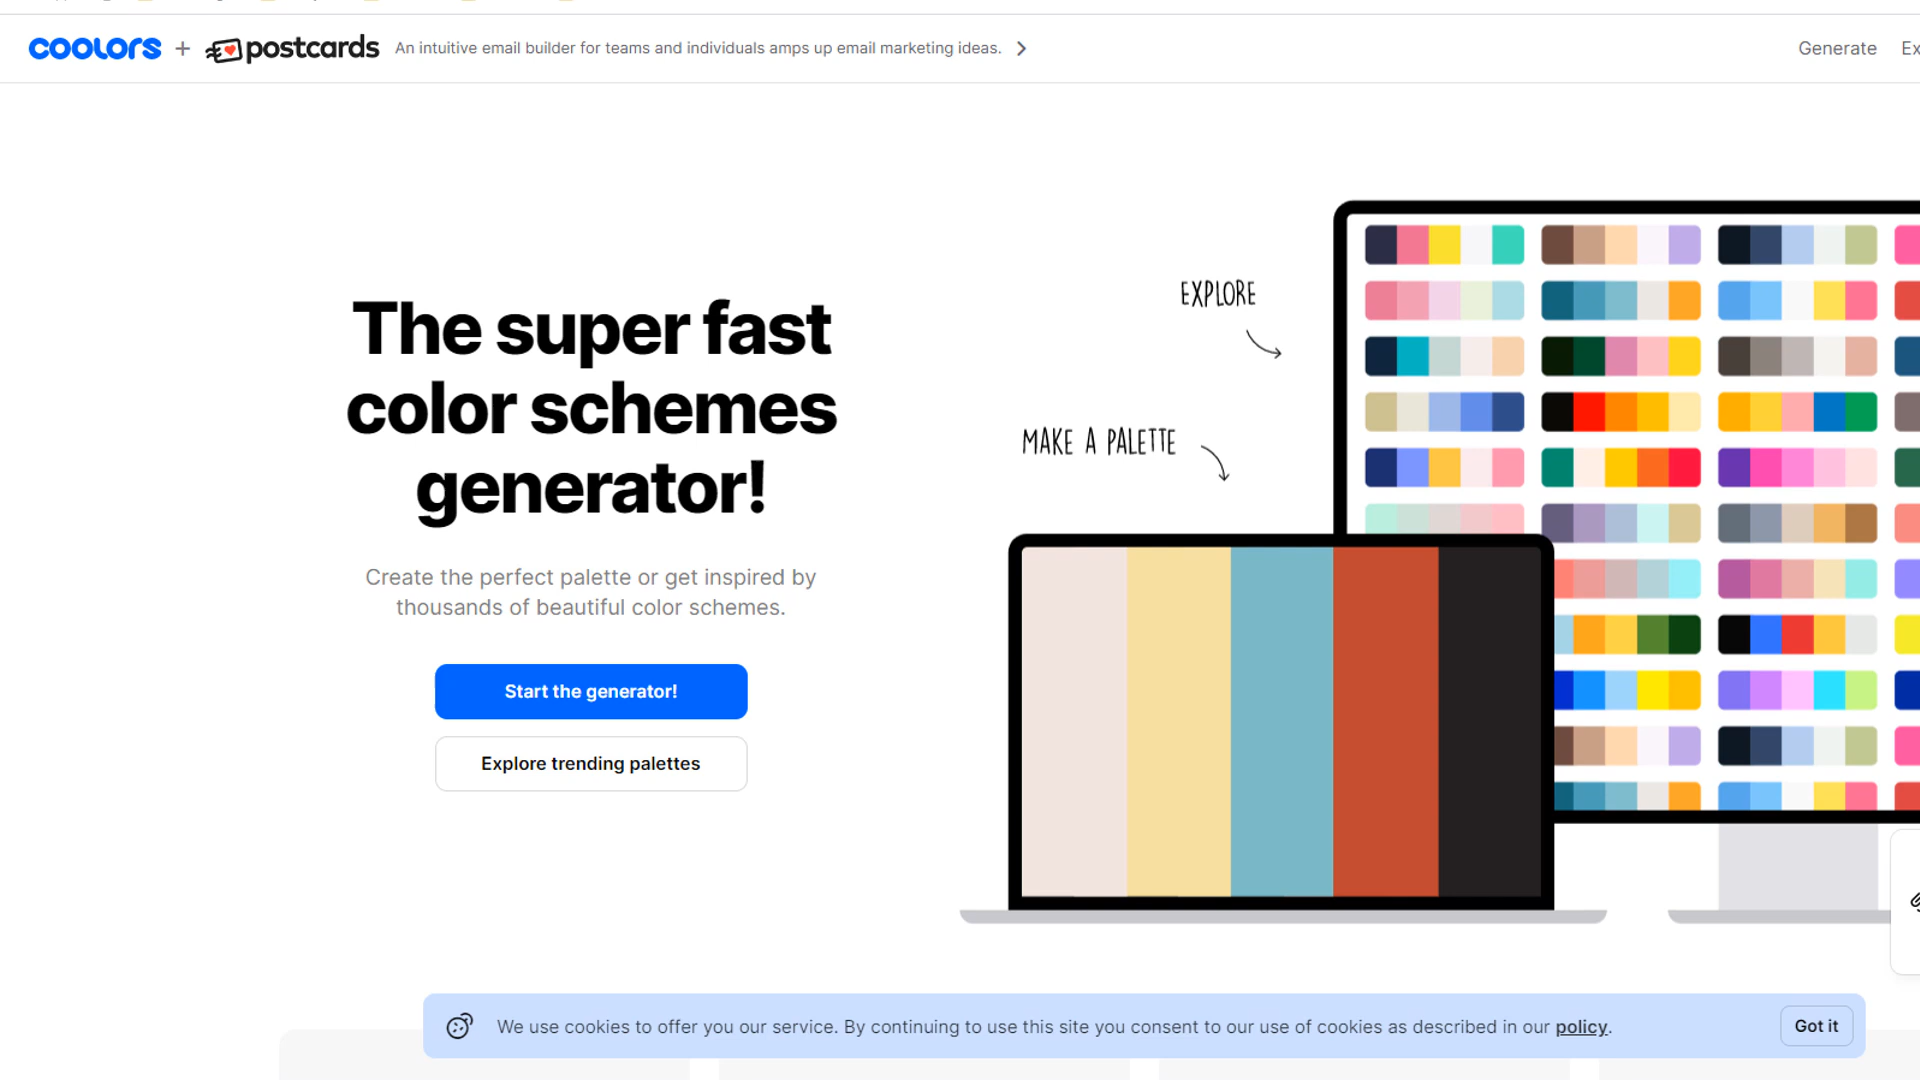 coolors + postcards An intuitive email builder for teams and individuals amps up email marketing ideas. Generate
EXPLORE
MAKE A PALETTE
The super fast
color schemes
generator!
Create the perfect palette or get inspired by
thousands of beautiful color schemes.
Start the generator!
Explore trending palettes
We use cookies to offer you our service. By continuing to use this site you consent to our use of cookies as described in our policy. Got it